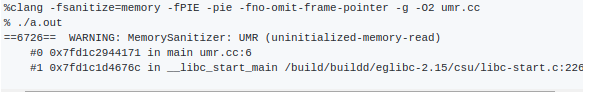 %clang -fsanitize=memory -fPIE -pie -fno-omit-frame-pointer -g -O2 umr.cc
% ./a.out
==6726==  WARNING: MemorySanitizer: UMR (uninitialized-memory-read)
    #0 0x7fd1c2944171 in main umr.cc:6
    #1 0x7fd1c1d4676c in __libc_start_main /build/buildd/eglibc-2.15/csu/libc-start.c:226